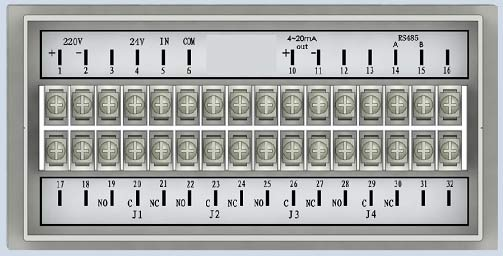 220V 24V IN COM 4~20mA RS485
+ - + out - A B
1 2 3 4 5 6 10 11 12 13 14 15 16
17 18 19 20 21 22 23 24 25 26 27 28 29 30 31 32
NO C NC NO C NC NO C NC NO C NC
J1 J2 J3 J4